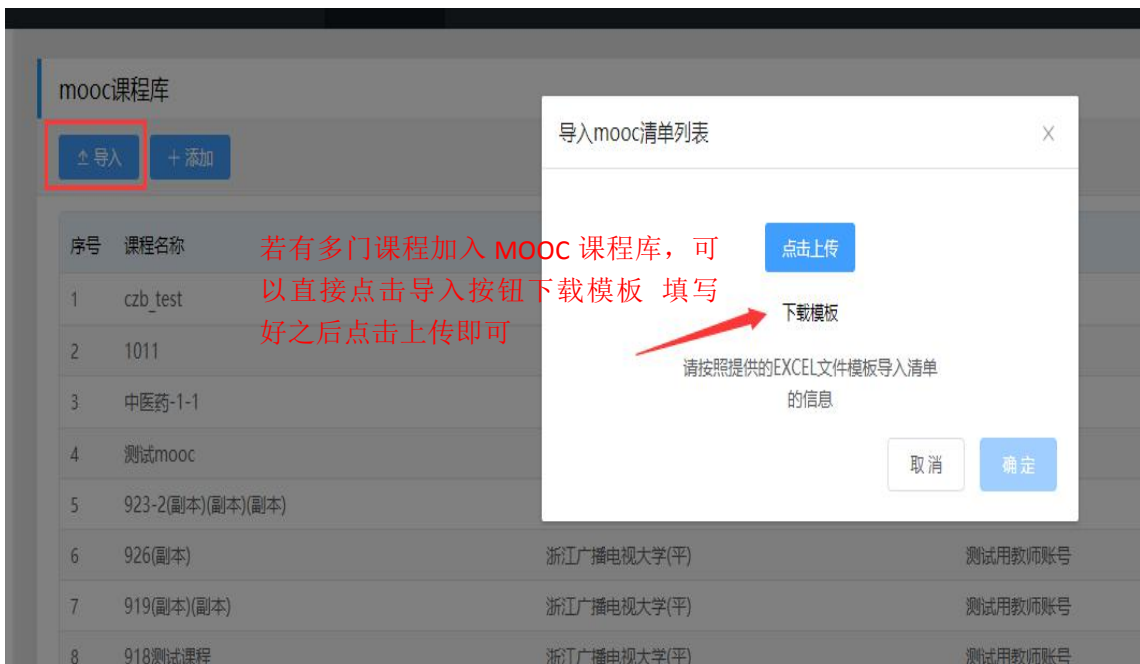 mooc课程库
导入
添加
导入mooc清单列表
点击上传
下载模板
请按照提供的EXCEL文件模板导入清单
的信息
取消
确定
序号 课程名称
若有多门课程加入 MOOC 课程库，可
以直接点击导入按钮下载模板 填写
好之后点击上传即可
1 czb_test
2 1011
3 中医药-1-1
4 测试mooc
5 923-2(副本)(副本)(副本)
6 926(副本) 浙江广播电视大学(平) 测试用教师账号
7 919(副本)(副本) 浙江广播电视大学(平) 测试用教师账号
8 918测试课程 浙江广播电视大学(平) 测试用教师账号